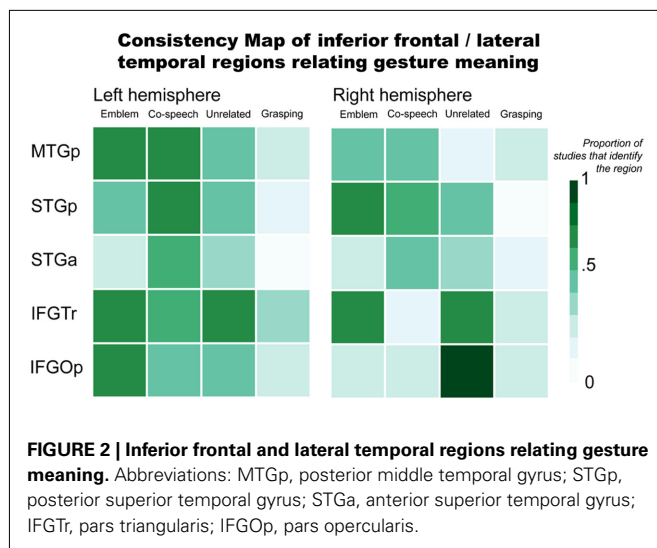 Consistency Map of inferior frontal / lateral
temporal regions relating gesture meaning
Left hemisphere
Right hemisphere
Emblem Co-speech Unrelated Grasping
Emblem Co-speech Unrelated Grasping
Proportion of
studies that identify
the region
MTGp
STGp
STGa
IFGTr
IFGOp
1
.5
0
FIGURE 2 | Inferior frontal and lateral temporal regions relating gesture
meaning. Abbreviations: MTGp, posterior middle temporal gyrus; STGp,
posterior superior temporal gyrus; STGa, anterior superior temporal gyrus;
IFGTr, pars triangularis; IFGOp, pars opercularis.